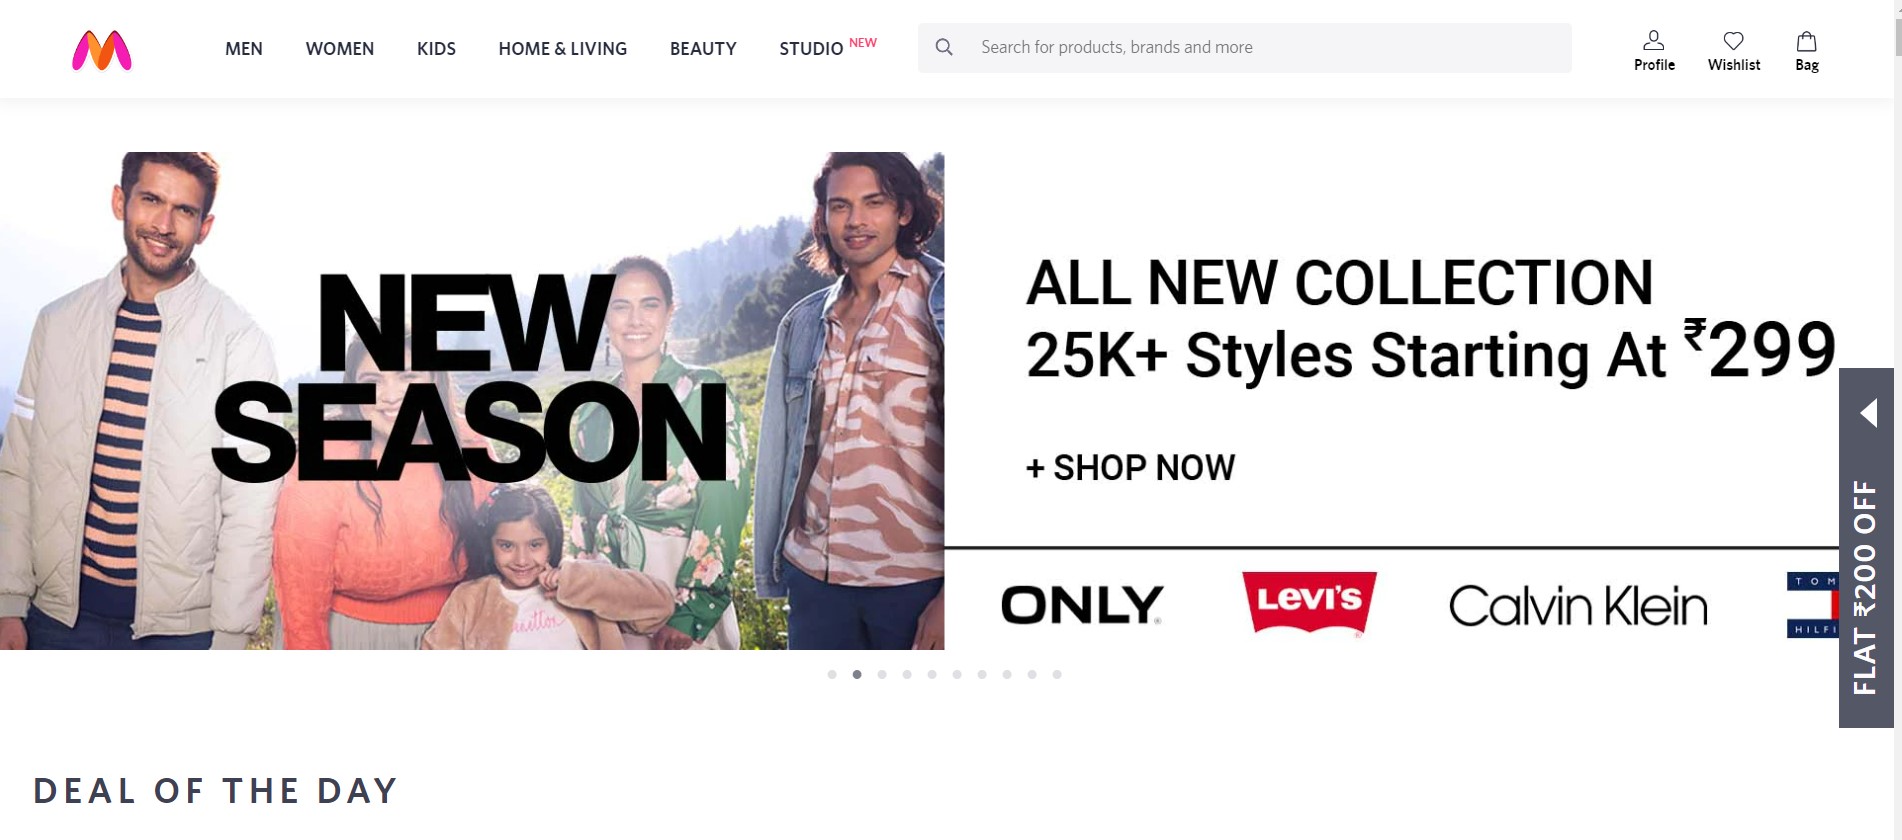 MEN WOMEN KIDS HOME & LIVING BEAUTY STUDIO NEW Search for products, brands and more Profile Wishlist Bag
NEW
SEASON
ALL NEW COLLECTION
25K+ Styles Starting At ₹299
+ SHOP NOW
ONLY Levi's Calvin Klein TOM
HILFI
FLAT ₹200 OFF
DEAL OF THE DAY